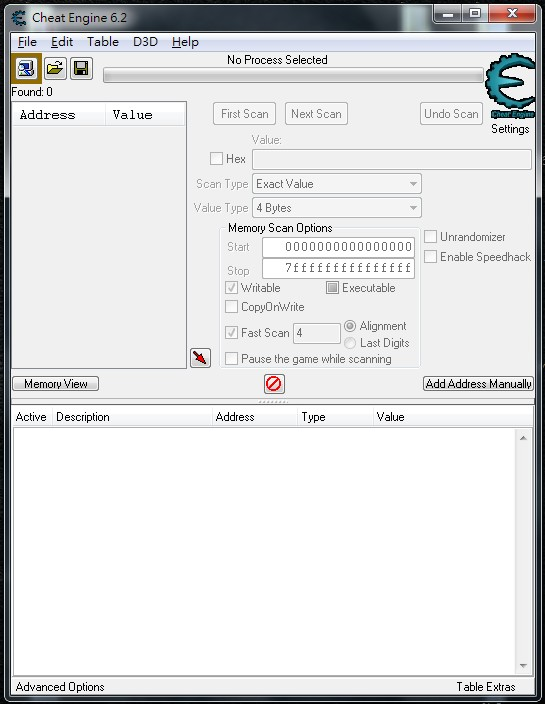 Cheat Engine 6.2
File Edit Table D3D Help
No Process Selected
Found: 0
Address Value
First Scan Next Scan Undo Scan
Cheat Engine
Settings
Value:
Hex
Scan Type Exact Value
Value Type 4 Bytes
Memory Scan Options
Start 0000000000000000
Stop 7fffffffffffffff
Unrandomizer
Enable Speedhack
Writable Executable
CopyOnWrite
Fast Scan 4 Alignment
Last Digits
Pause the game while scanning
Memory View Add Address Manually
Active Description Address Type Value
Advanced Options Table Extras